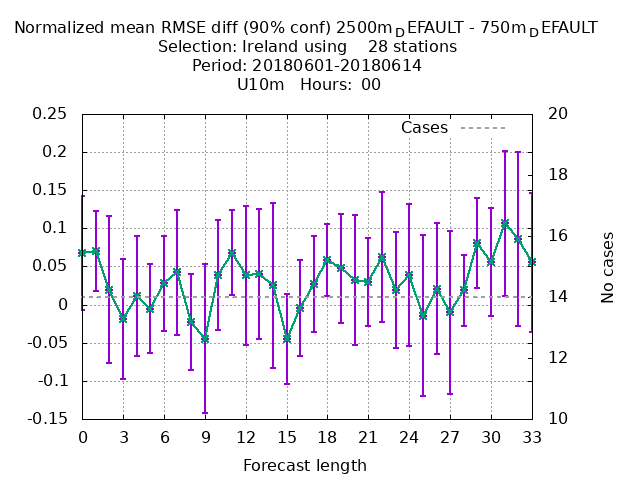 Normalized mean RMSE diff (90% conf) 2500m_DEFAULT - 750m_DEFAULT
Selection: Ireland using    28 stations
Period: 20180601-20180614
U10m   Hours:  00
Cases
0.25
0.2
0.15
0.1
0.05
0
-0.05
-0.1
-0.15
20
18
16
14
12
10
No cases
0 3 6 9 12 15 18 21 24 27 30 33
Forecast length